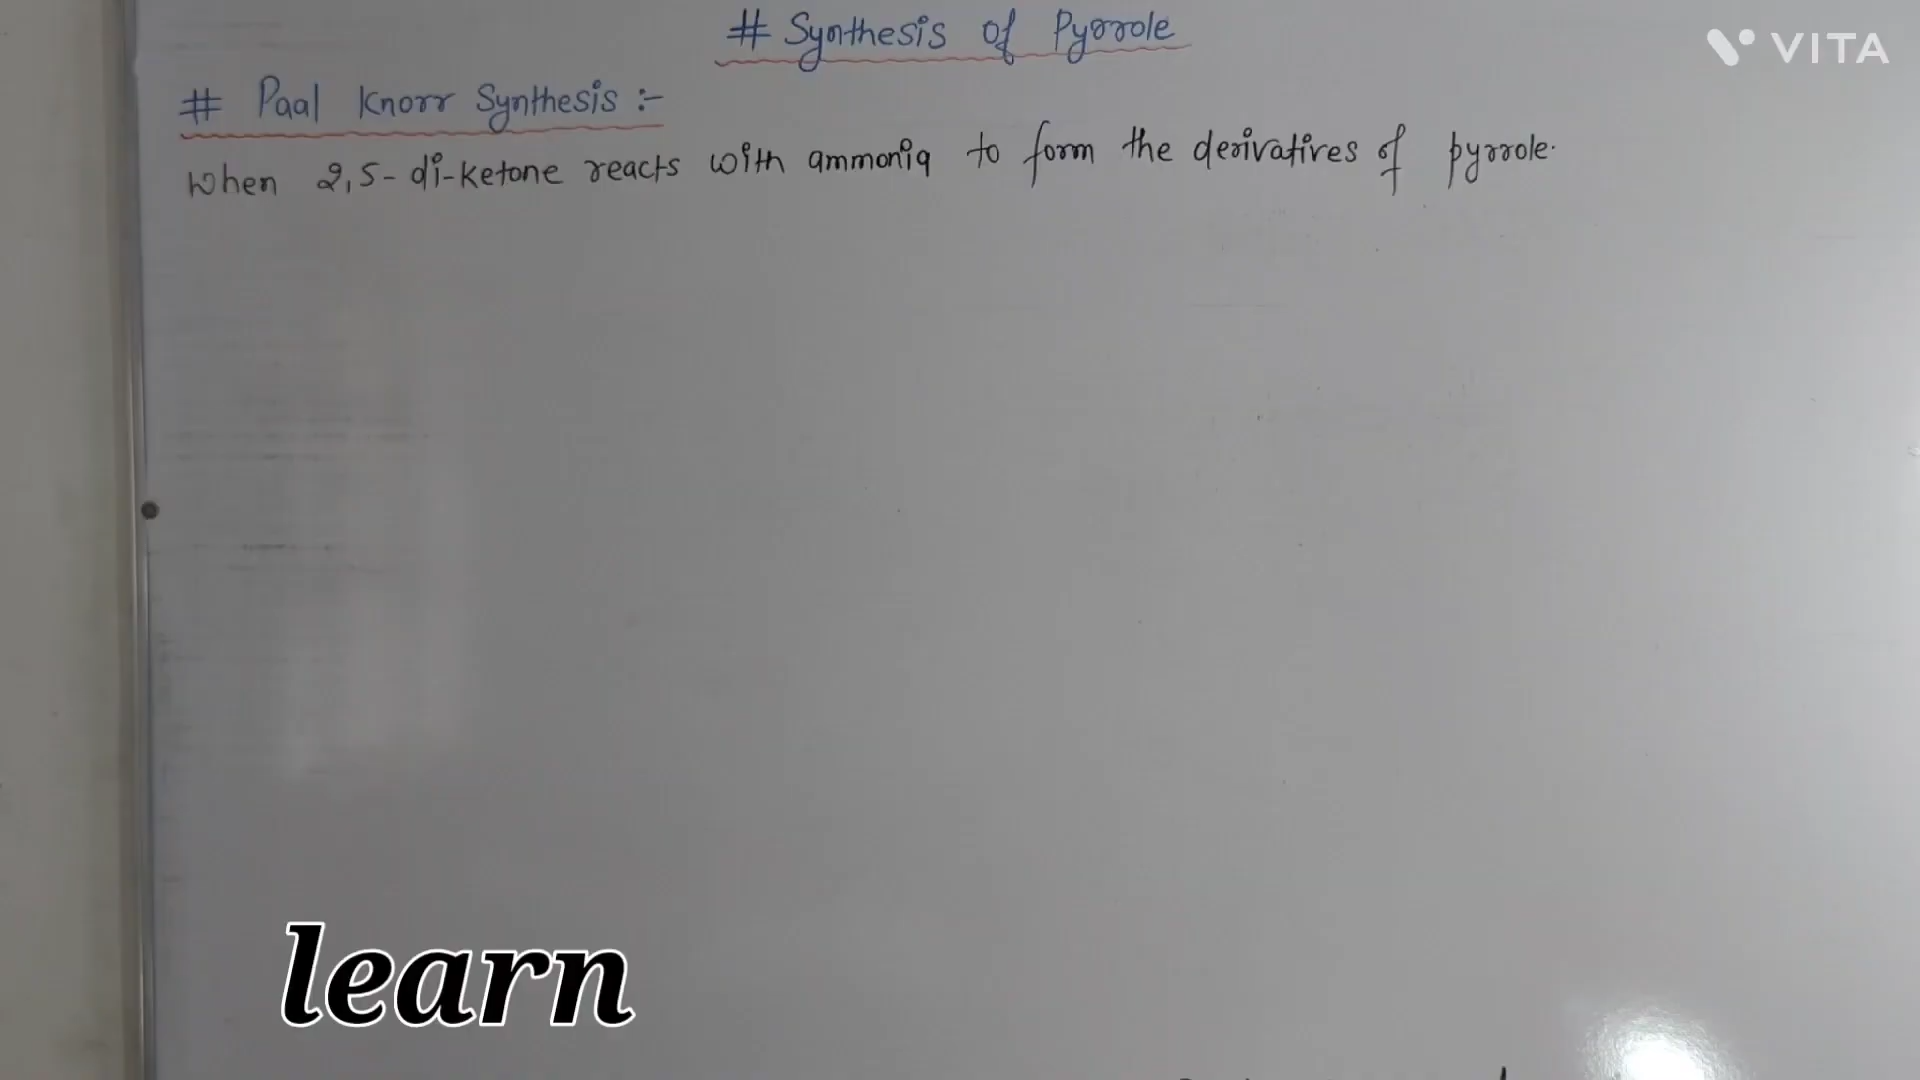 # Synthesis of Pyrrole
VITA
# Paal Knorr Synthesis :-
When 2,5-di-ketone reacts with ammonia to form the derivatives of pyrrole.
learn